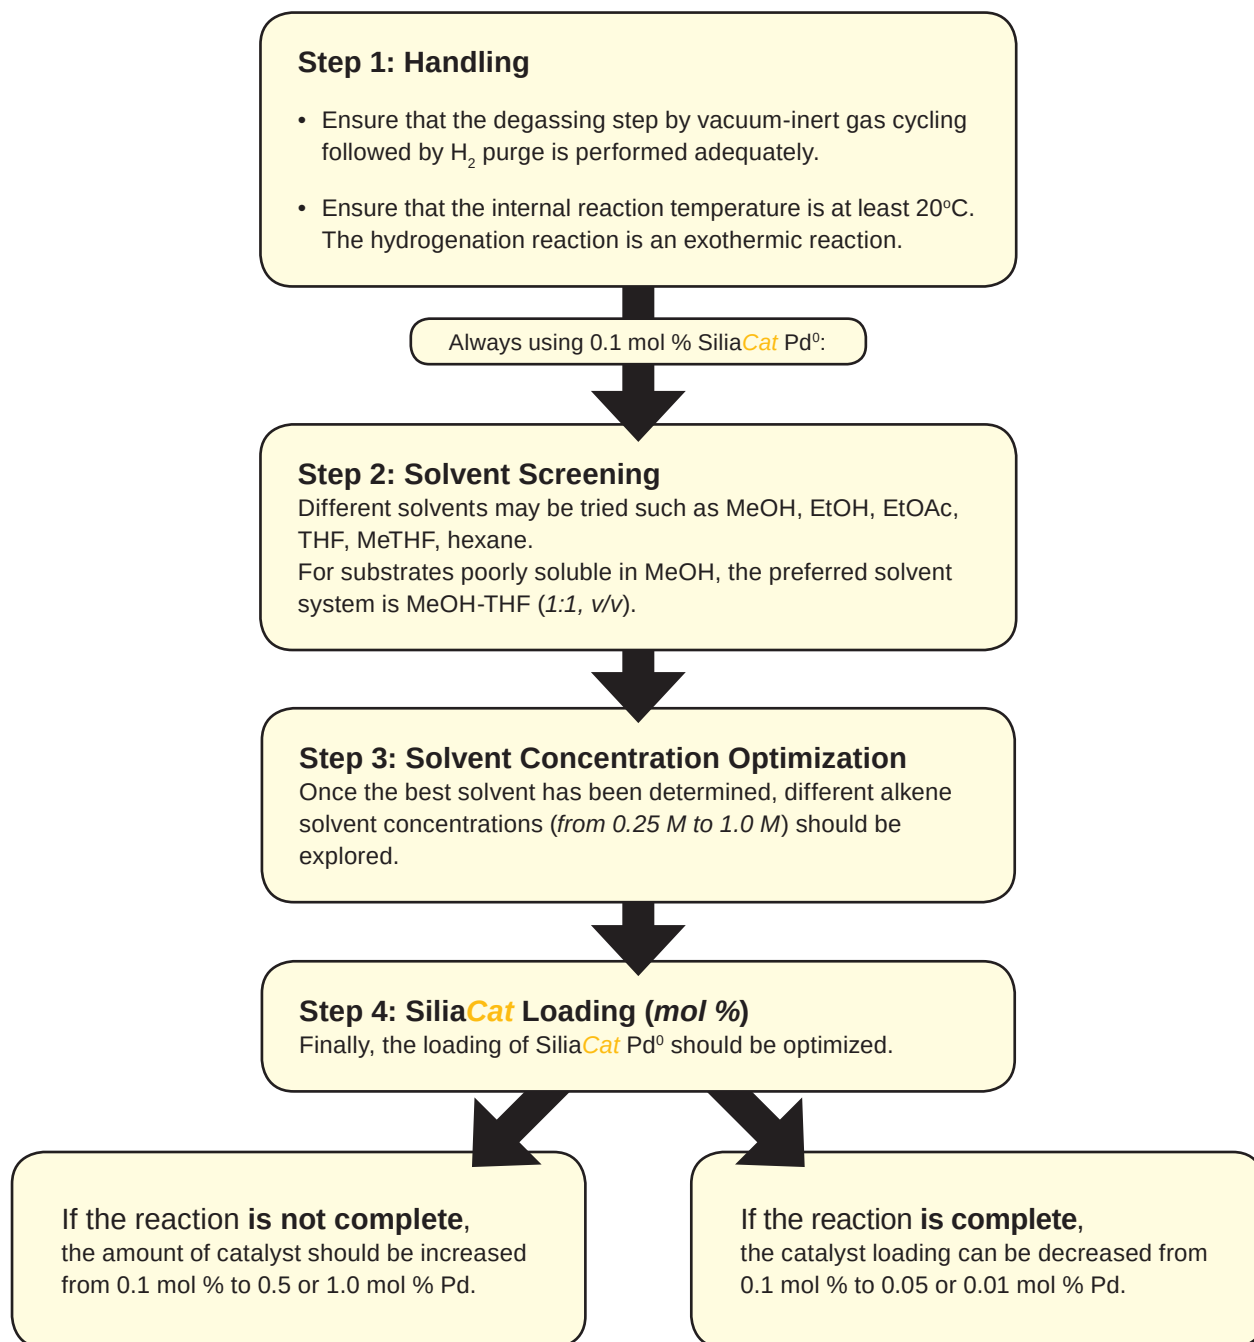 Step 1: Handling
• Ensure that the degassing step by vacuum-inert gas cycling
followed by H₂ purge is performed adequately.
• Ensure that the internal reaction temperature is at least 20ºC.
The hydrogenation reaction is an exothermic reaction.
Always using 0.1 mol % SiliaCat Pd⁰:
Step 2: Solvent Screening
Different solvents may be tried such as MeOH, EtOH, EtOAc,
THF, MeTHF, hexane.
For substrates poorly soluble in MeOH, the preferred solvent
system is MeOH-THF (1:1, v/v).
Step 3: Solvent Concentration Optimization
Once the best solvent has been determined, different alkene
solvent concentrations (from 0.25 M to 1.0 M) should be
explored.
Step 4: SiliaCat Loading (mol %)
Finally, the loading of SiliaCat Pd⁰ should be optimized.
If the reaction is not complete,
the amount of catalyst should be increased
from 0.1 mol % to 0.5 or 1.0 mol % Pd.
If the reaction is complete,
the catalyst loading can be decreased from
0.1 mol % to 0.05 or 0.01 mol % Pd.